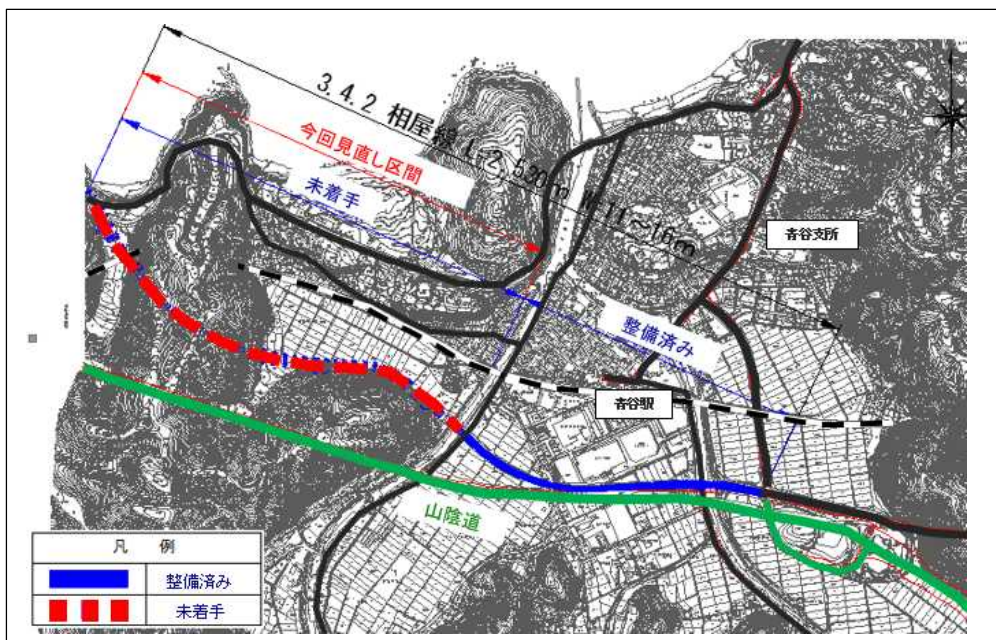 3.4.2 相屋線 L=2,520m W=11~16m
今回見直し区間
未着手
整備済み
青谷支所
青谷駅
山陰道
凡 例
整備済み
未着手